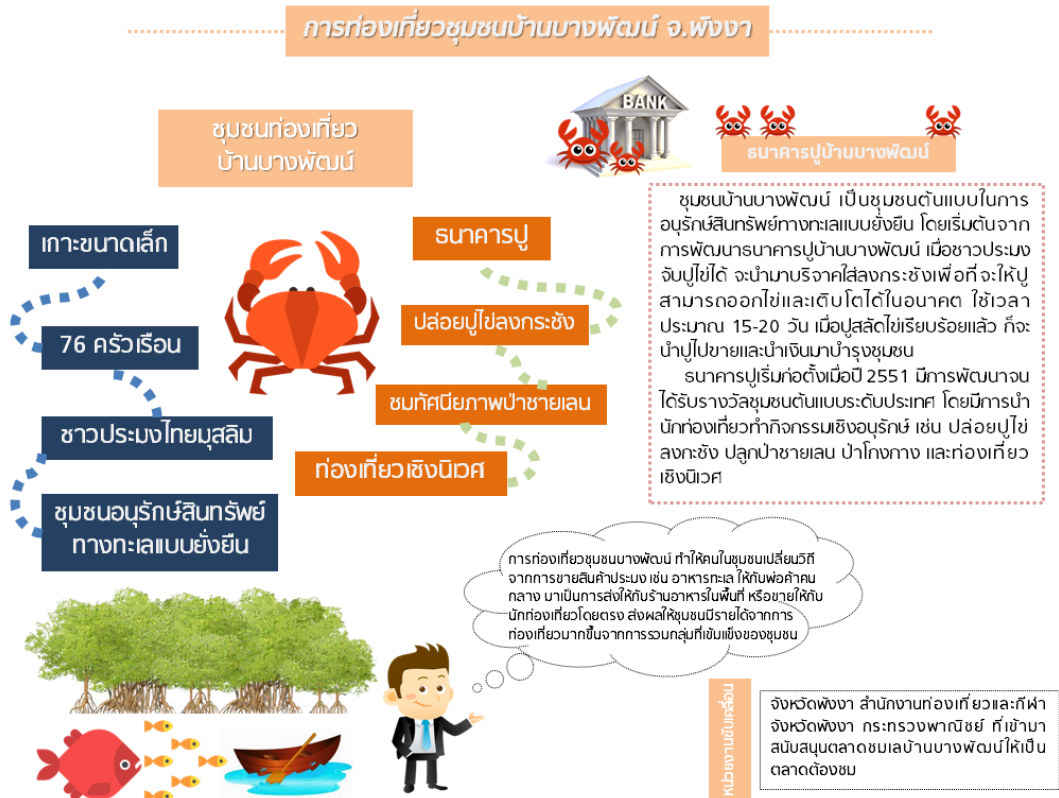 การท่องเที่ยวชุมชนบ้านบางพัฒน์ จ.พังงา
ชุมชนท่องเที่ยว
บ้านบางพัฒน์
เกาะขนาดเล็ก
76 ครัวเรือน
ชาวประมงไทยมุสลิม
ชุมชนอนุรักษ์สินทรัพย์
ทางทะเลแบบยั่งยืน
ธนาคารปู
ปล่อยปูไข่ลงกระชัง
ชมทัศนียภาพป่าชายเลน
ท่องเที่ยวเชิงนิเวศ
BANK
ธนาคารปูบ้านบางพัฒน์
ชุมชนบ้านบางพัฒน์ เป็นชุมชนต้นแบบในการ
อนุรักษ์สินทรัพย์ทางทะเลแบบยั่งยืน โดยเริ่มต้นจาก
การพัฒนาธนาคารปูบ้านบางพัฒน์ เมื่อชาวประมง
จับปูไข่ได้ จะนำมาบริจาคใส่ลงกระชังเพื่อที่จะให้ปู
สามารถออกไข่และเติบโตได้ในอนาคต ใช้เวลา
ประมาณ 15-20 วัน เมื่อปูสลัดไข่เรียบร้อยแล้ว ก็จะ
นำปูไปขายและนำเงินมาบำรุงชุมชน
ธนาคารปูเริ่มก่อตั้งเมื่อปี 2551 มีการพัฒนาจน
ได้รับรางวัลชุมชนต้นแบบระดับประเทศ โดยมีการนำ
นักท่องเที่ยวทำกิจกรรมเชิงอนุรักษ์ เช่น ปล่อยปูไข่
ลงกะชัง ปลูกป่าชายเลน ป่าโกงกาง และท่องเที่ยว
เชิงนิเวศ
การท่องเที่ยวชุมชนบางพัฒน์ ทำให้คนในชุมชนเปลี่ยนวิถี
จากการขายสินค้าประมง เช่น อาหารทะเล ให้กับพ่อค้าคน
กลาง มาเป็นการส่งให้กับร้านอาหารในพื้นที่ หรือขายให้กับ
นักท่องเที่ยวโดยตรง ส่งผลให้ชุมชนมีรายได้จากการ
ท่องเที่ยวมากขึ้นจากการรวมกลุ่มที่เข้มแข็งของชุมชน
หน่วยงานขับเคลื่อน
จังหวัดพังงา สำนักงานท่องเที่ยวและกีฬา
จังหวัดพังงา กระทรวงพาณิชย์ ที่เข้ามา
สนับสนุนตลาดชมเลบ้านบางพัฒน์ให้เป็น
ตลาดต้องชม